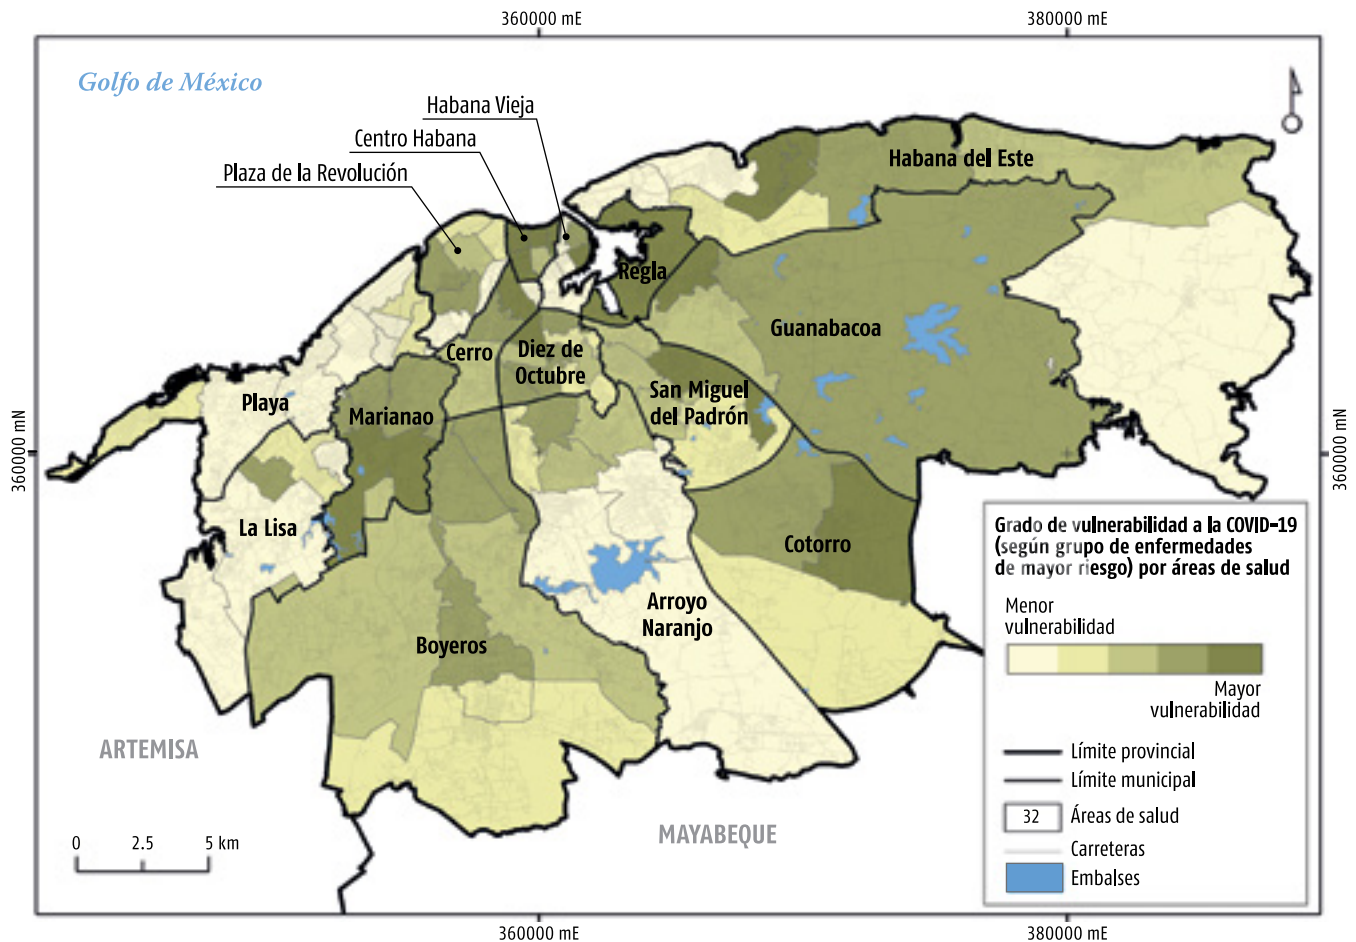 360000 mE
380000 mE
Golfo de México
Habana Vieja
Centro Habana
Plaza de la Revolución
Habana del Este
Regla
Guanabacoa
Cerro
Diez de
Octubre
San Miguel
del Padrón
Playa
Marianao
La Lisa
Cotorro
Arroyo
Naranjo
Boyeros
ARTEMISA
MAYABEQUE
360000 mN
360000 mN
0 2.5 5 km
Grado de vulnerabilidad a la COVID-19
(según grupo de enfermedades
de mayor riesgo) por áreas de salud
Menor
vulnerabilidad
Mayor
vulnerabilidad
Límite provincial
Límite municipal
32 Áreas de salud
Carreteras
Embalses
360000 mE
380000 mE